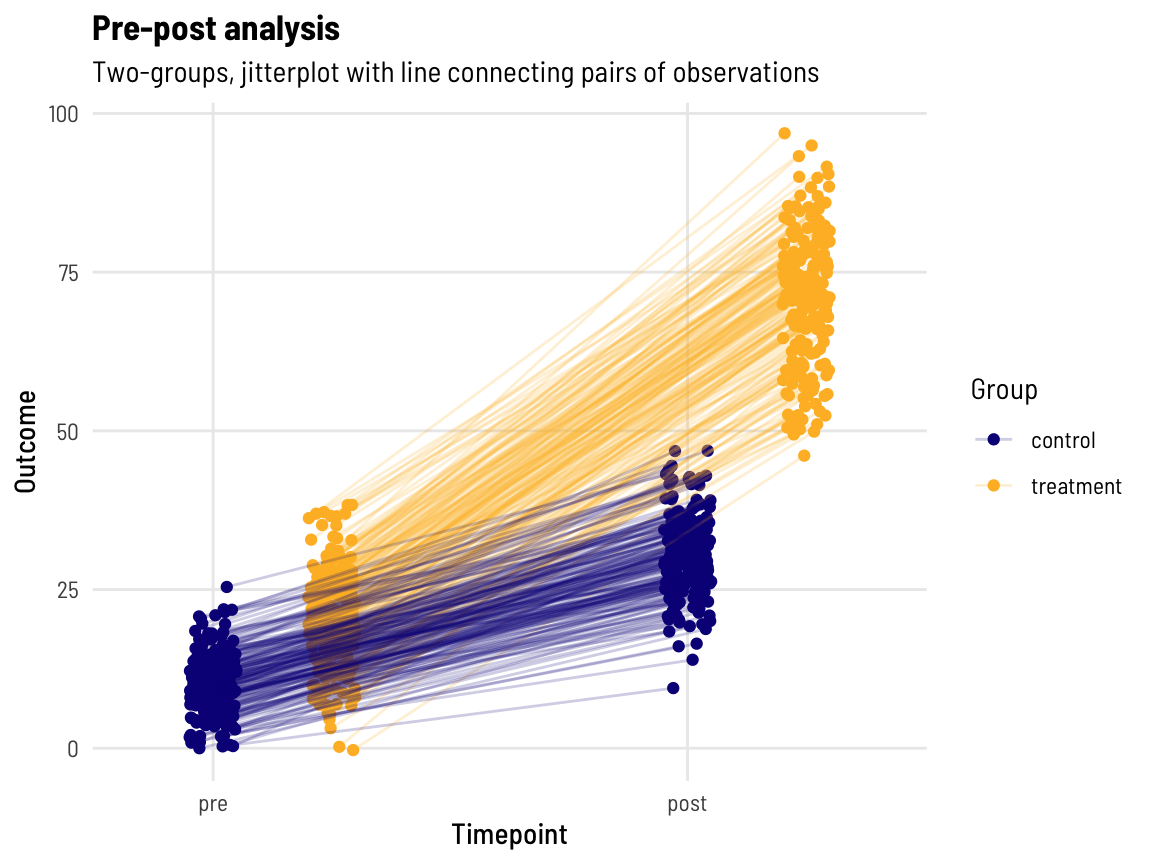 Pre-post analysis
Two-groups, jitterplot with line connecting pairs of observations
100
75
50
25
0
Outcome
pre
post
Timepoint
Group
control
treatment